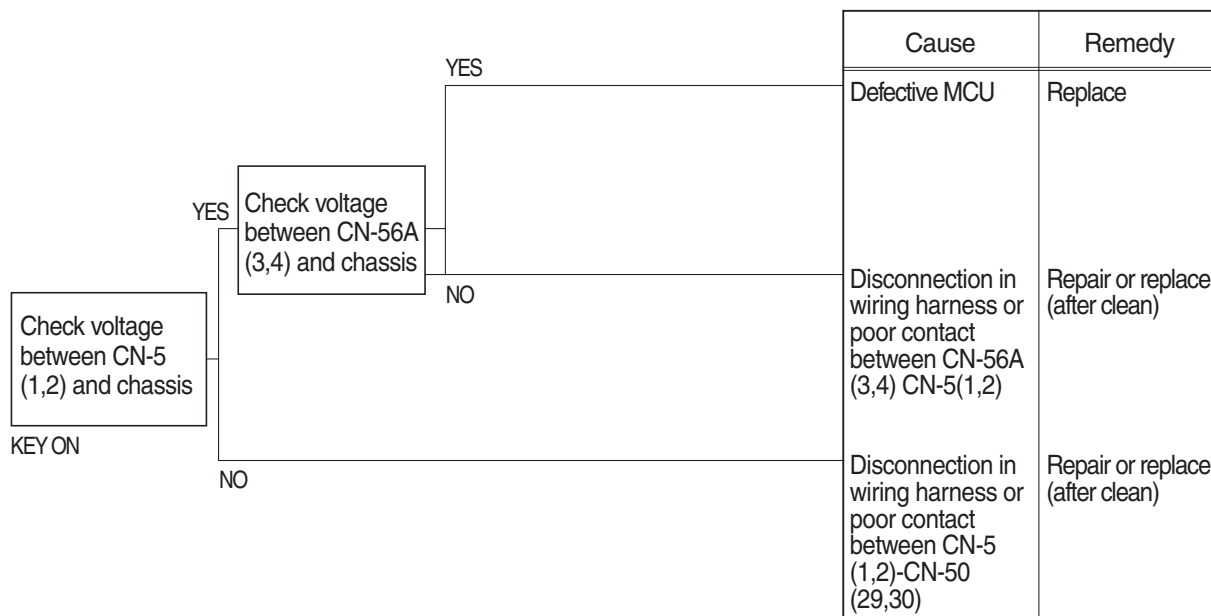 Cause
Remedy
YES
Defective MCU
Replace
YES
Check voltage
between CN-56A
(3,4) and chassis
NO
Disconnection in
wiring harness or
poor contact
between CN-56A
(3,4) CN-5(1,2)
Repair or replace
(after clean)
Check voltage
between CN-5
(1,2) and chassis
KEY ON
NO
Disconnection in
wiring harness or
poor contact
between CN-5
(1,2)-CN-50
(29,30)
Repair or replace
(after clean)